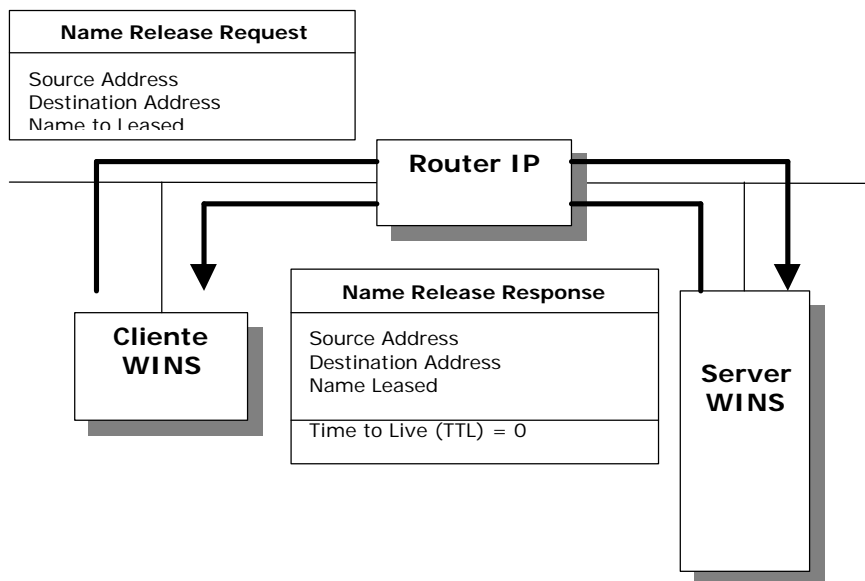 Name Release Request
Source Address
Destination Address
Name to Leased
Router IP
Name Release Response
Source Address
Destination Address
Name Leased
Time to Live (TTL) = 0
Cliente
WINS
Server
WINS